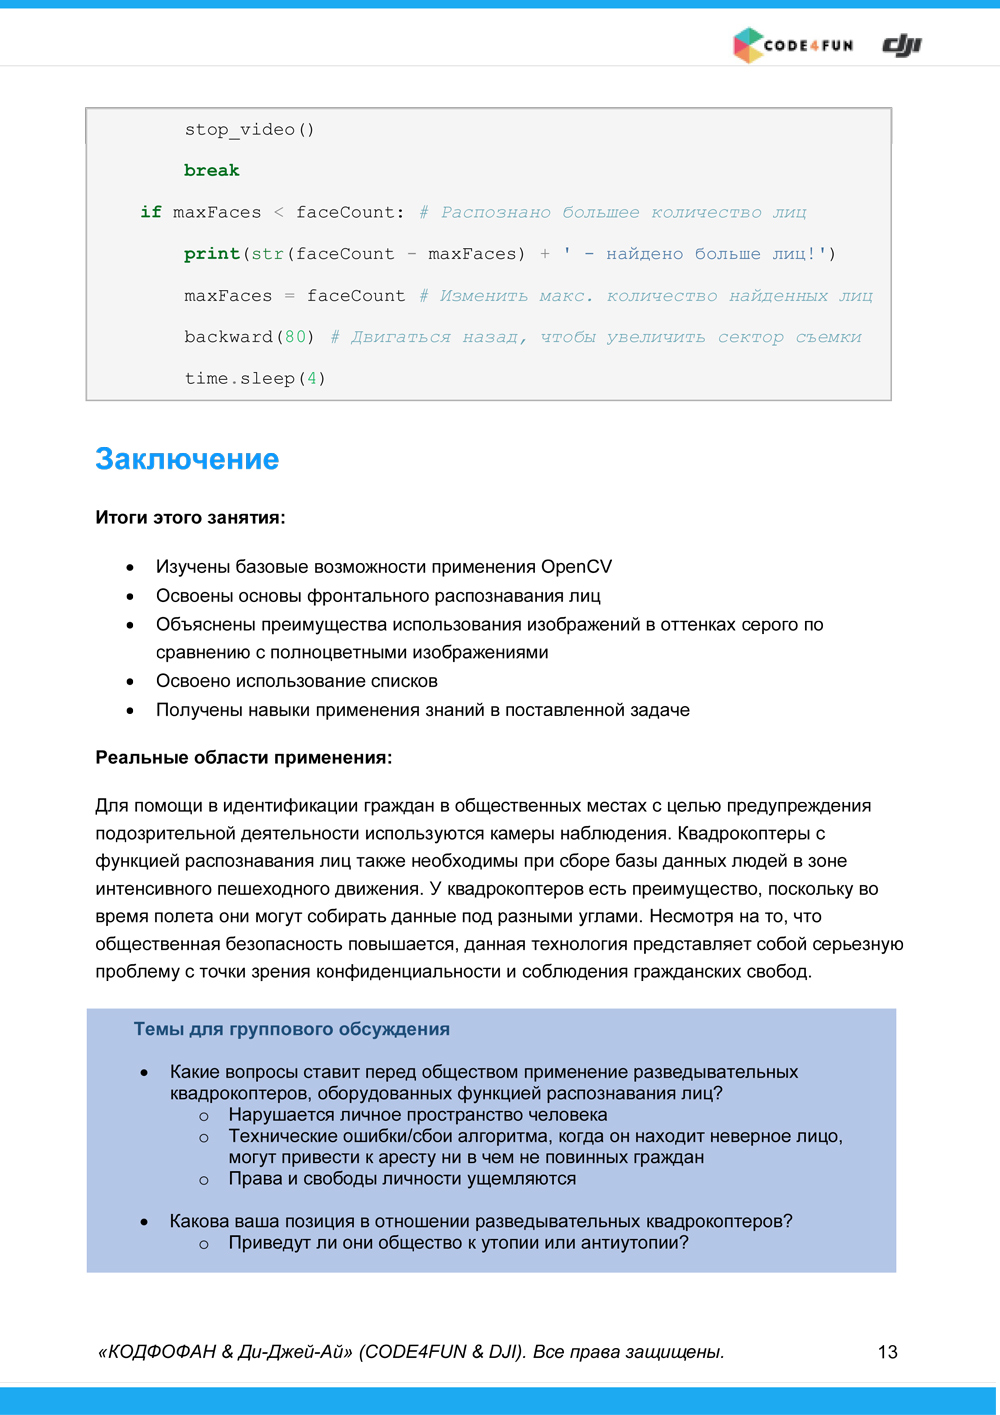 CODE4FUN dji
stop_video()
break
if maxFaces < faceCount: # Распознано большее количество лиц
print(str(faceCount - maxFaces) + ' - найдено больше лиц!')
maxFaces = faceCount # Изменить макс. количество найденных лиц
backward(80) # Двигаться назад, чтобы увеличить сектор съемки
time.sleep(4)
Заключение
Итоги этого занятия:
• Изучены базовые возможности применения OpenCV
• Освоены основы фронтального распознавания лиц
• Объяснены преимущества использования изображений в оттенках серого по
сравнению с полноцветными изображениями
• Освоено использование списков
• Получены навыки применения знаний в поставленной задаче
Реальные области применения:
Для помощи в идентификации граждан в общественных местах с целью предупреждения
подозрительной деятельности используются камеры наблюдения. Квадрокоптеры с
функцией распознавания лиц также необходимы при сборе базы данных людей в зоне
интенсивного пешеходного движения. У квадрокоптеров есть преимущество, поскольку во
время полета они могут собирать данные под разными углами. Несмотря на то, что
общественная безопасность повышается, данная технология представляет собой серьезную
проблему с точки зрения конфиденциальности и соблюдения гражданских свобод.
Темы для группового обсуждения
• Какие вопросы ставит перед обществом применение разведывательных
квадрокоптеров, оборудованных функцией распознавания лиц?
o Нарушается личное пространство человека
o Технические ошибки/сбои алгоритма, когда он находит неверное лицо,
могут привести к аресту ни в чем не повинных граждан
o Права и свободы личности ущемляются
• Какова ваша позиция в отношении разведывательных квадрокоптеров?
o Приведут ли они общество к утопии или антиутопии?
«КОДФОФАН & Ди-Джей-Ай» (CODE4FUN & DJI). Все права защищены. 13